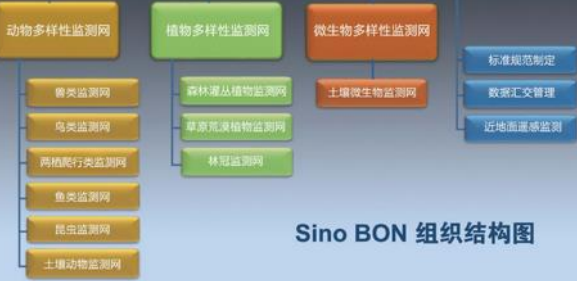 动物多样性监测网
植物多样性监测网
微生物多样性监测网
标准规范制定
数据汇交管理
近地面遥感监测
兽类监测网
鸟类监测网
两栖爬行类监测网
鱼类监测网
昆虫监测网
土壤动物监测网
森林灌丛植物监测网
草原荒漠植物监测网
林冠监测网
土壤微生物监测网
Sino BON 组织结构图